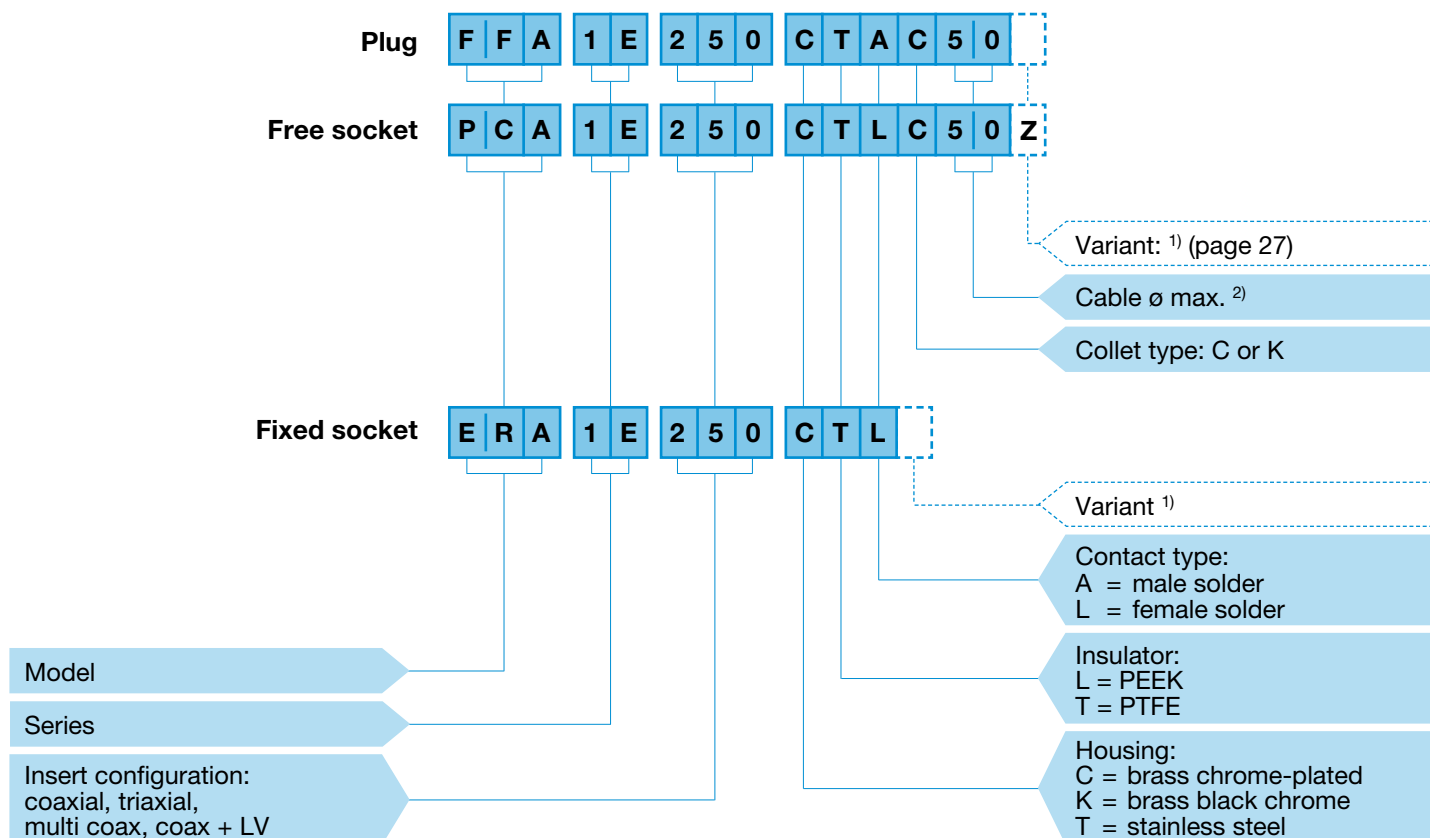 Plug F F A 1 E 2 5 0 C T A C 5 0
Free socket P C A 1 E 2 5 0 C T L C 5 0 Z
Variant: 1) (page 27)
Cable ø max. 2)
Collet type: C or K
Fixed socket E R A 1 E 2 5 0 C T L
Variant 1)
Contact type:
A = male solder
L = female solder
Model
Insulator:
L = PEEK
T = PTFE
Series
Insert configuration:
coaxial, triaxial,
multi coax, coax + LV
Housing:
C = brass chrome-plated
K = brass black chrome
T = stainless steel